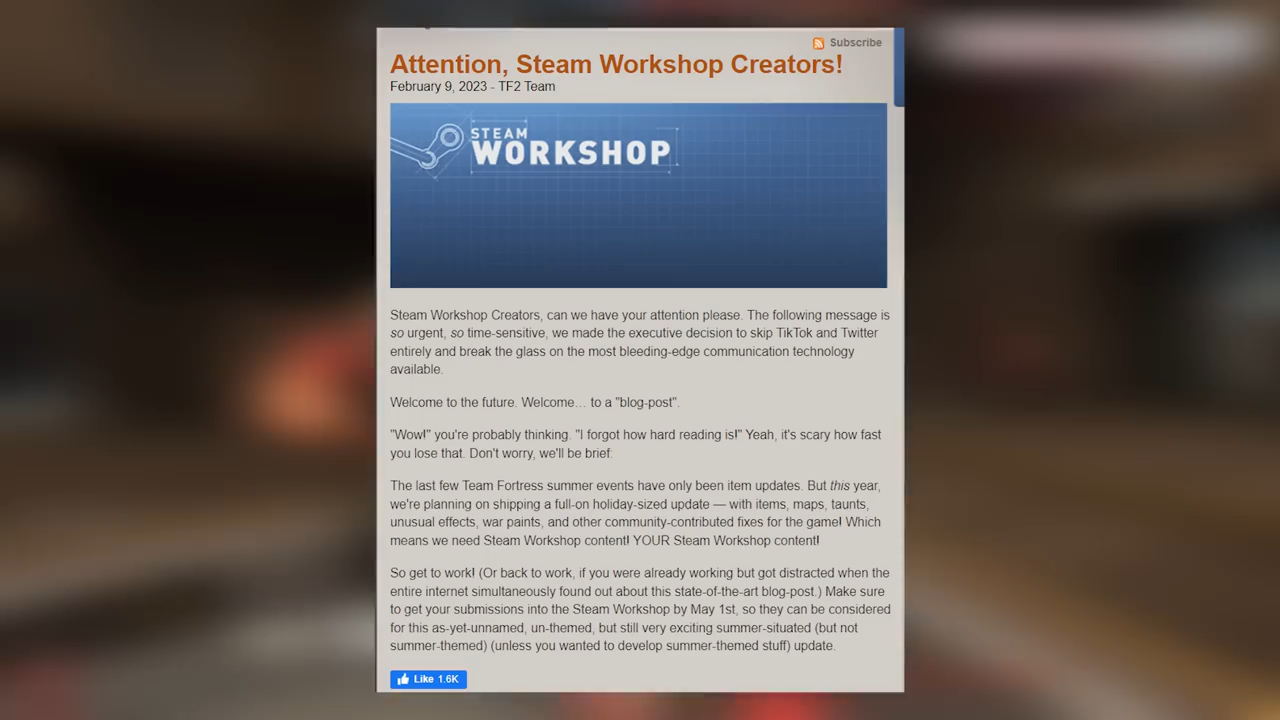 Subscribe
Attention, Steam Workshop Creators!
February 9, 2023 - TF2 Team
STEAM
WORKSHOP
Steam Workshop Creators, can we have your attention please. The following message is
so urgent, so time-sensitive, we made the executive decision to skip TikTok and Twitter
entirely and break the glass on the most bleeding-edge communication technology
available.
Welcome to the future. Welcome… to a "blog-post".
"Wow!" you're probably thinking. "I forgot how hard reading is!" Yeah, it's scary how fast
you lose that. Don't worry, we'll be brief:
The last few Team Fortress summer events have only been item updates. But this year,
we're planning on shipping a full-on holiday-sized update — with items, maps, taunts,
unusual effects, war paints, and other community-contributed fixes for the game! Which
means we need Steam Workshop content! YOUR Steam Workshop content!
So get to work! (Or back to work, if you were already working but got distracted when the
entire internet simultaneously found out about this state-of-the-art blog-post.) Make sure
to get your submissions into the Steam Workshop by May 1st, so they can be considered
for this as-yet-unnamed, un-themed, but still very exciting summer-situated (but not
summer-themed) (unless you wanted to develop summer-themed stuff) update.
Like 1.6K